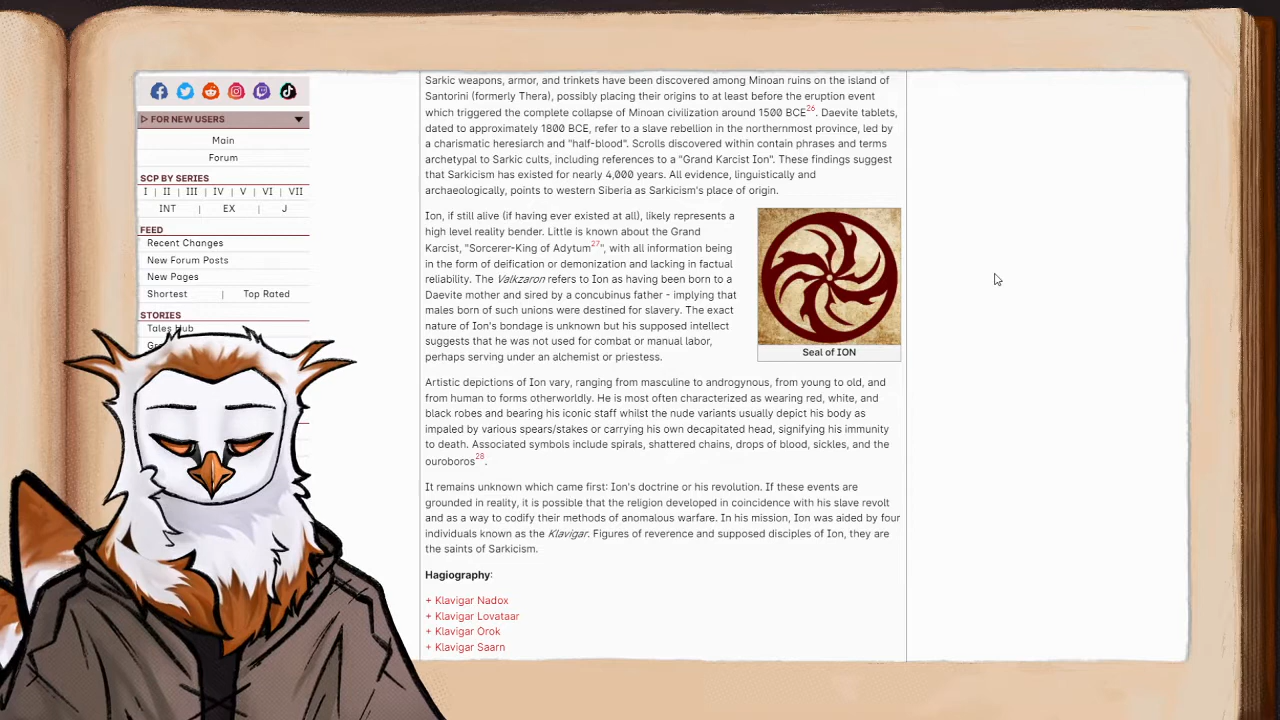 ▷ FOR NEW USERS
Main
Forum
SCP BY SERIES
I | II | III | IV | V | VI | VII
INT | EX | J
FEED
Recent Changes
New Forum Posts
New Pages
Shortest | Top Rated
STORIES
Tales Hub
Sarkic weapons, armor, and trinkets have been discovered among Minoan ruins on the island of
Santorini (formerly Thera), possibly placing their origins to at least before the eruption event
which triggered the complete collapse of Minoan civilization around 1500 BCE26. Daevite tablets,
dated to approximately 1800 BCE, refer to a slave rebellion in the northernmost province, led by
a charismatic heresiarch and "half-blood". Scrolls discovered within contain phrases and terms
archetypal to Sarkic cults, including references to a "Grand Karcist Ion". These findings suggest
that Sarkicism has existed for nearly 4,000 years. All evidence, linguistically and
archaeologically, points to western Siberia as Sarkicism's place of origin.
Ion, if still alive (if having ever existed at all), likely represents a
high level reality bender. Little is known about the Grand
Karcist, "Sorcerer-King of Adytum27", with all information being
in the form of deification or demonization and lacking in factual
reliability. The Valkzaron refers to Ion as having been born to a
Daevite mother and sired by a concubinus father - implying that
males born of such unions were destined for slavery. The exact
nature of Ion's bondage is unknown but his supposed intellect
suggests that he was not used for combat or manual labor,
perhaps serving under an alchemist or priestess.
Seal of ION
Artistic depictions of Ion vary, ranging from masculine to androgynous, from young to old, and
from human to forms otherworldly. He is most often characterized as wearing red, white, and
black robes and bearing his iconic staff whilst the nude variants usually depict his body as
impaled by various spears/stakes or carrying his own decapitated head, signifying his immunity
to death. Associated symbols include spirals, shattered chains, drops of blood, sickles, and the
ouroboros28.
It remains unknown which came first: Ion's doctrine or his revolution. If these events are
grounded in reality, it is possible that the religion developed in coincidence with his slave revolt
and as a way to codify their methods of anomalous warfare. In his mission, Ion was aided by four
individuals known as the Klavigar. Figures of reverence and supposed disciples of Ion, they are
the saints of Sarkicism.
Hagiography:
+ Klavigar Nadox
+ Klavigar Lovataar
+ Klavigar Orok
+ Klavigar Saarn